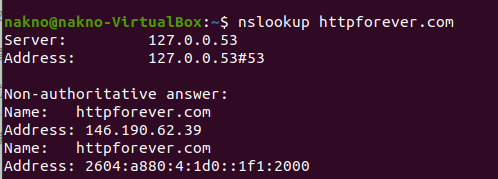 nakno@nakno-VirtualBox:~$ nslookup httpforever.com
Server:         127.0.0.53
Address:        127.0.0.53#53

Non-authoritative answer:
Name:   httpforever.com
Address: 146.190.62.39
Name:   httpforever.com
Address: 2604:a880:4:1d0::1f1:2000